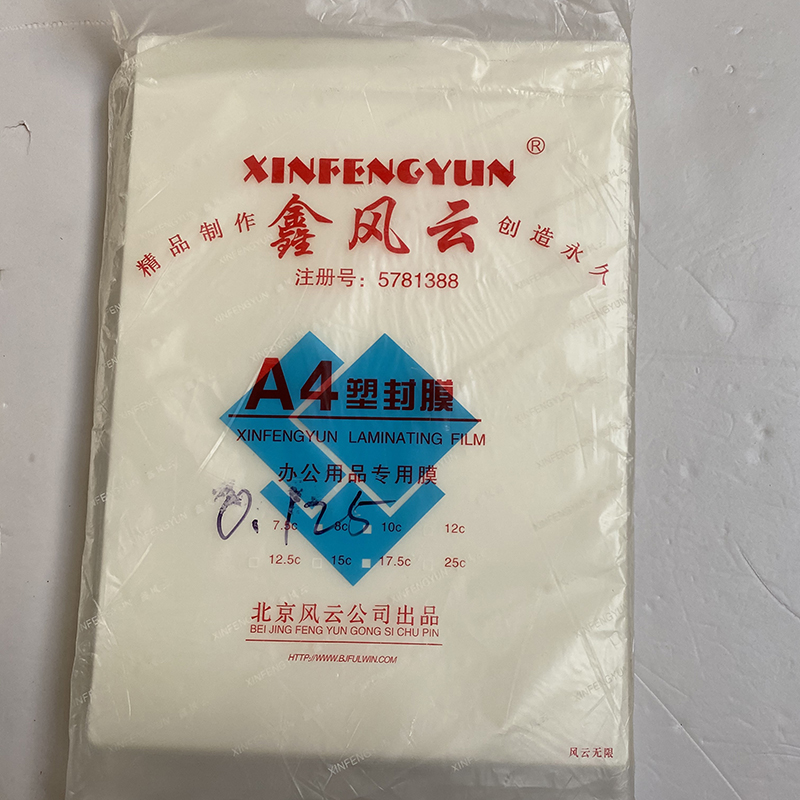 XINFENGYUN ®
精品制作 鑫风云 创造永久
注册号：5781388
A4塑封膜
XINFENGYUN LAMINATING FILM
办公用品专用膜
0.125
7.5c 8c 10c 12c
12.5c 15c 17.5c 25c
北京风云公司出品
BEI JING FENG YUN GONG SI CHU PIN
HTTP://WWW.BJFULWIN.COM
风云无限
XINFENGYUN